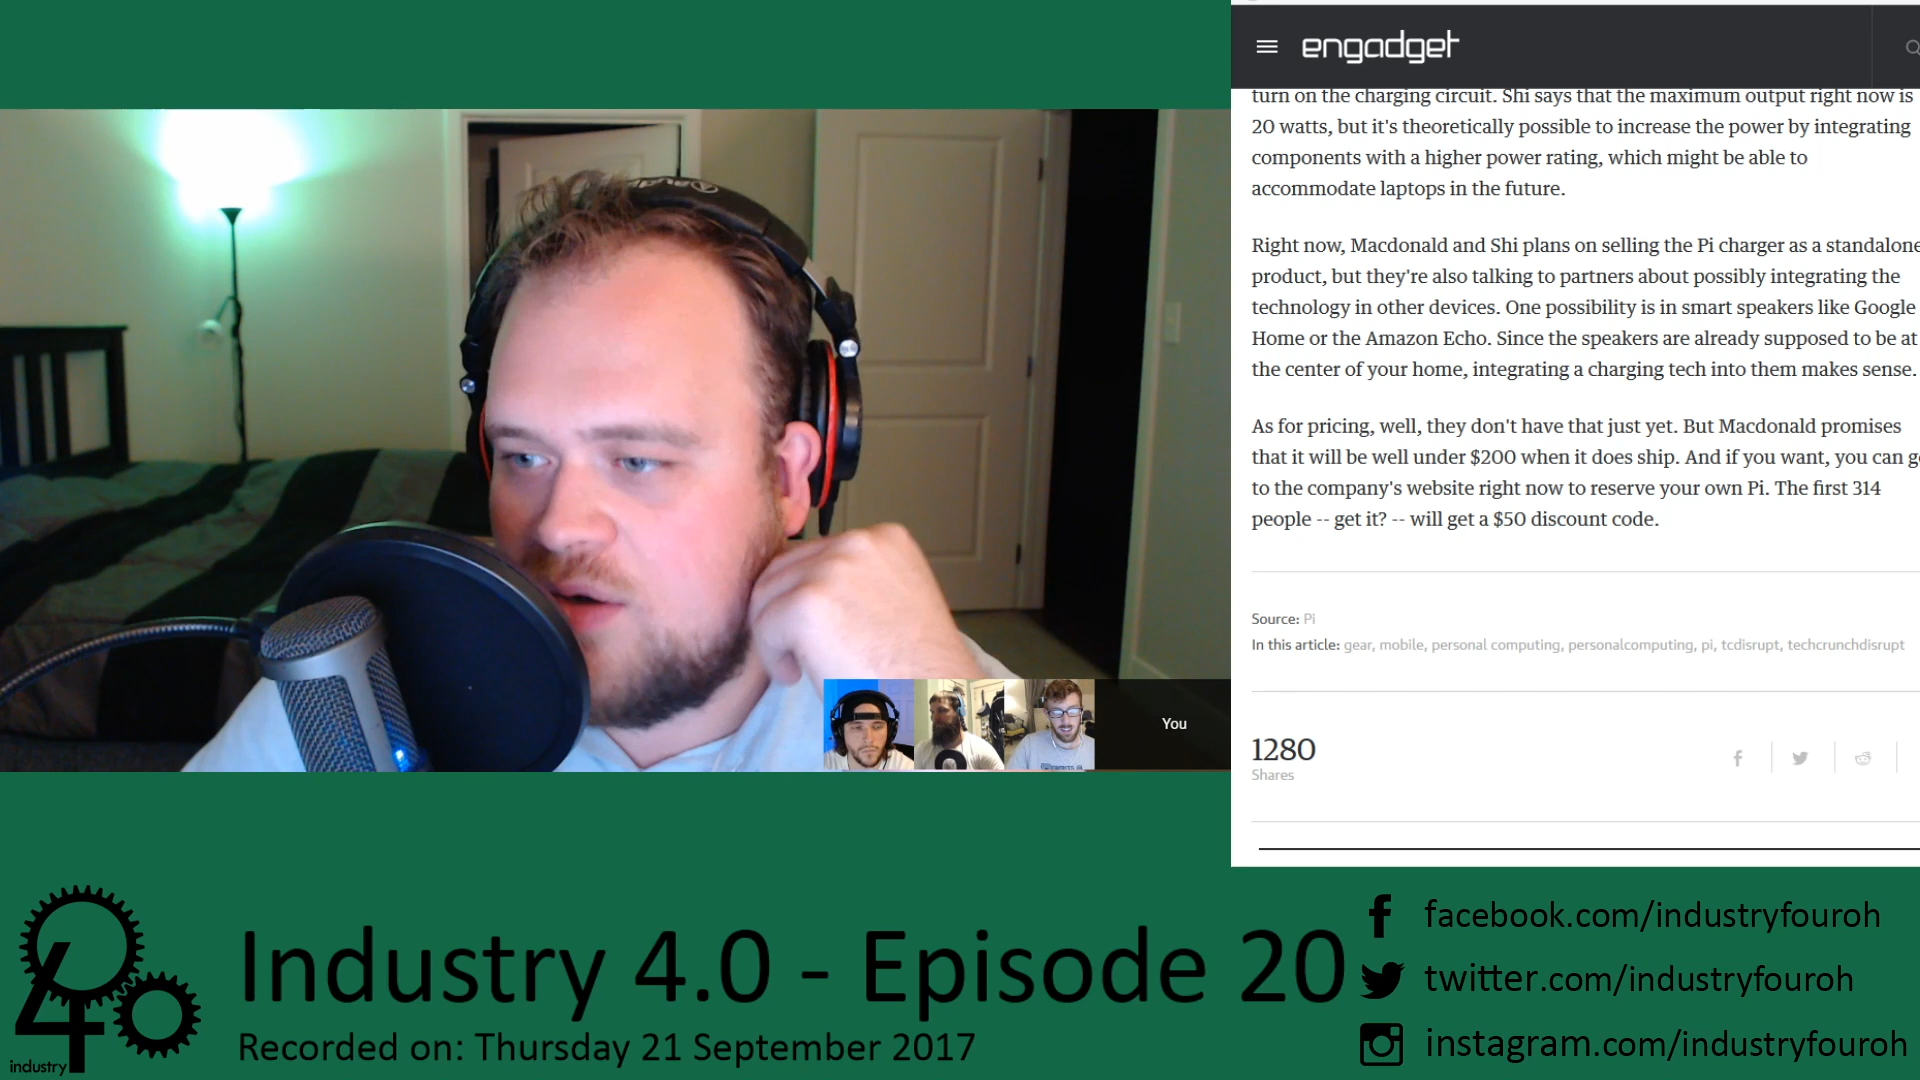 engadget
turn on the charging circuit. Shi says that the maximum output right now is
20 watts, but it's theoretically possible to increase the power by integrating
components with a higher power rating, which might be able to
accommodate laptops in the future.
Right now, Macdonald and Shi plans on selling the Pi charger as a standalone
product, but they're also talking to partners about possibly integrating the
technology in other devices. One possibility is in smart speakers like Google
Home or the Amazon Echo. Since the speakers are already supposed to be at
the center of your home, integrating a charging tech into them makes sense.
As for pricing, well, they don't have that just yet. But Macdonald promises
that it will be well under $200 when it does ship. And if you want, you can g
to the company's website right now to reserve your own Pi. The first 314
people -- get it? -- will get a $50 discount code.
Source: Pi
In this article: gear, mobile, personal computing, personalcomputing, pi, tcdisrupt, techcrunchdisrupt
1280
Shares
You
40
industry
Industry 4.0 - Episode 20
Recorded on: Thursday 21 September 2017
facebook.com/industryfouroh
twitter.com/industryfouroh
instagram.com/industryfouroh